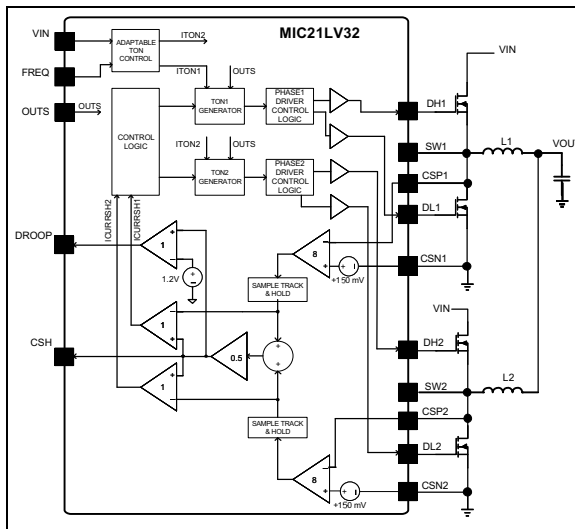 MIC21LV32
VIN
FREQ
OUTS
DROOP
CSH
ADAPTABLE
TON
CONTROL
ITON2
ITON1
OUTS
OUTS
CONTROL
LOGIC
TON1
GENERATOR
PHASE1
DRIVER
CONTROL
LOGIC
ITON2
OUTS
TON2
GENERATOR
PHASE2
DRIVER
CONTROL
LOGIC
ICURRSH2
ICURRSH1
1
+
−
1.2V
+
−
8
−
+
+150 mV
+
−
SAMPLE TRACK
& HOLD
1
−
+
0.5
+
+
1
+
−
SAMPLE TRACK
& HOLD
8
−
+
+150 mV
+
−
DH1
SW1
CSP1
DL1
CSN1
DH2
SW2
CSP2
DL2
CSN2
VIN
L1
VOUT
VIN
L2